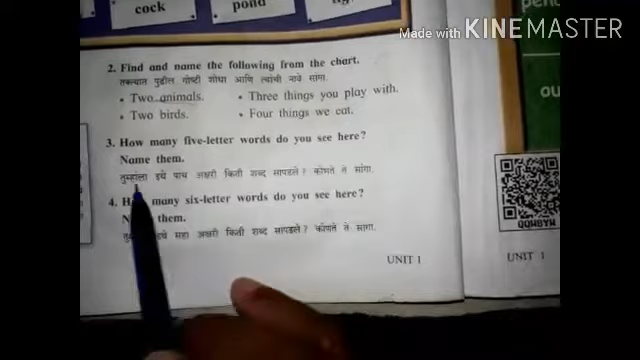 Made with KINEMASTER
cock
pond
2. Find and name the following from the chart.
तक्त्यात पुढील गोष्टी शोधा आणि त्यांची नावे सांगा.
• Two animals. • Three things you play with.
• Two birds. • Four things we eat.
3. How many five-letter words do you see here?
Name them.
तुम्हांला इथे पाच अक्षरी किती शब्द सापडले? कोणते ते सांगा.
4. many six-letter words do you see here?
them.
इथे सहा अक्षरी किती शब्द सापडले? कोणते ते सांगा.
UNIT 1
QQWBYW
UNIT 1